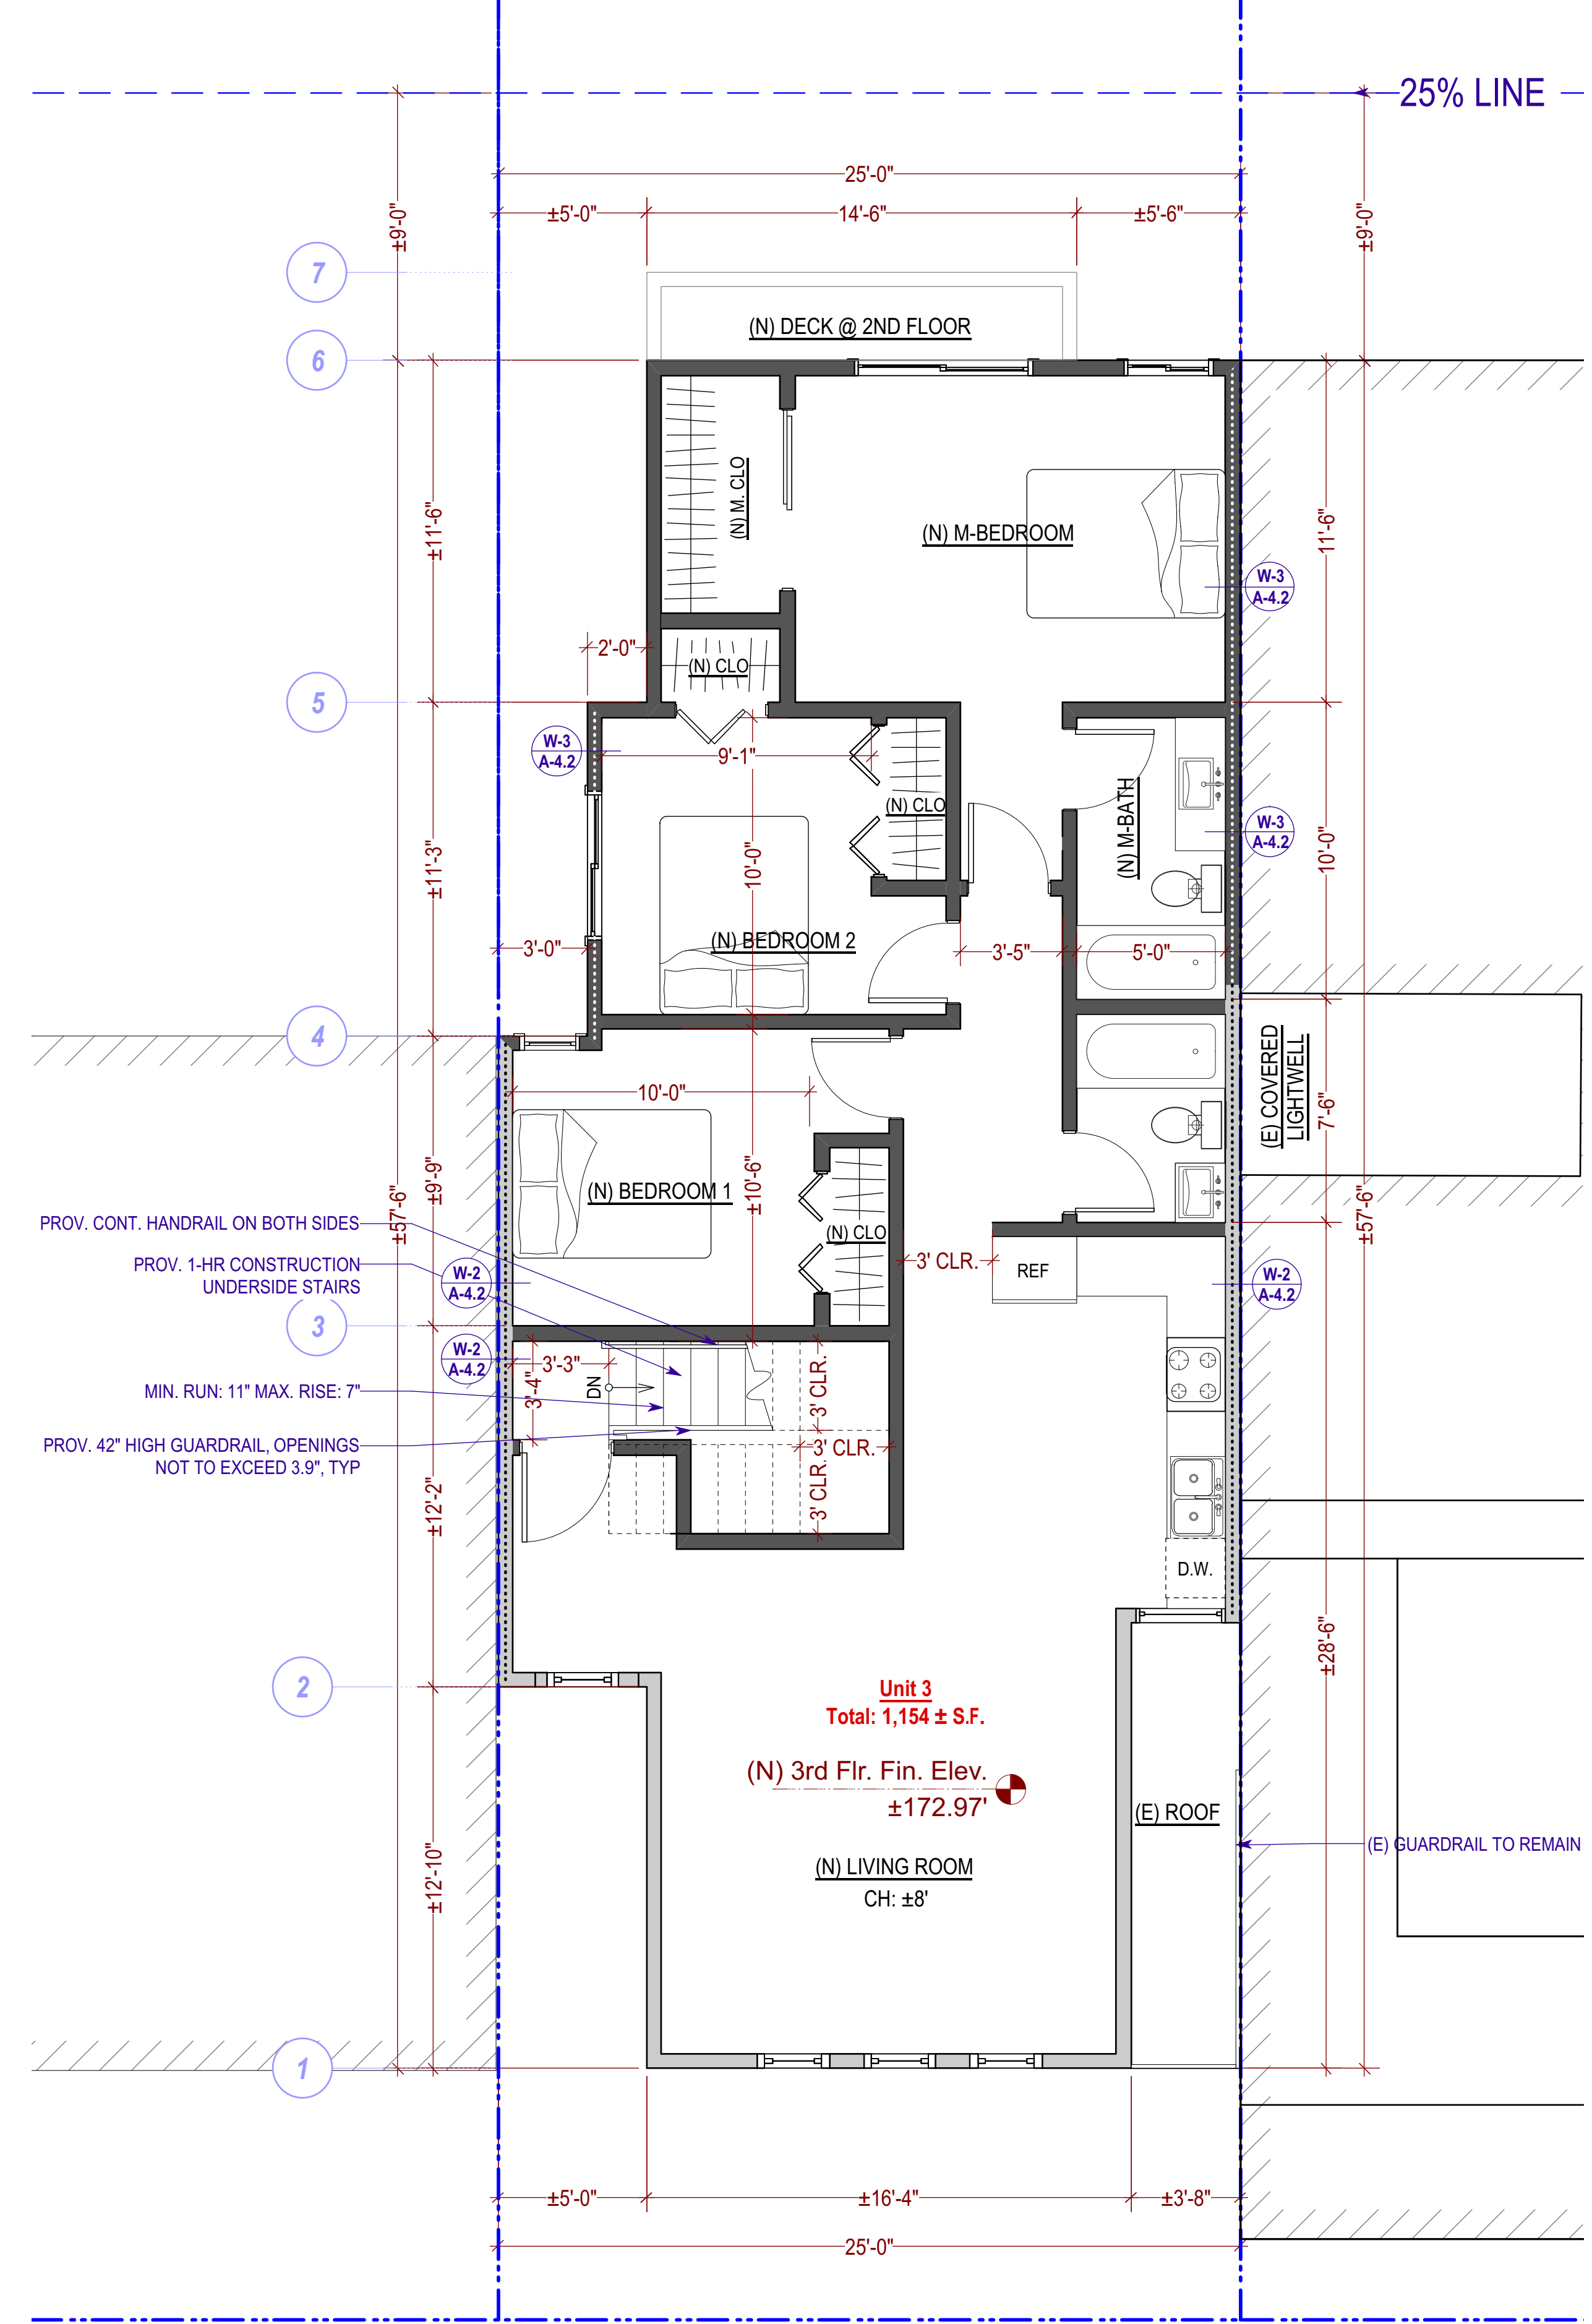 25% LINE
25'-0"
±5'-0"
14'-6"
±5'-6"
±9'-0"
±9'-0"
7
(N) DECK @ 2ND FLOOR
6
(N) M. CLO
±11'-6"
(N) M-BEDROOM
11'-6"
W-3
A-4.2
2'-0"
(N) CLO
5
W-3
A-4.2
9'-1"
(N) CLO
(N) M-BATH
W-3
A-4.2
±11'-3"
10'-0"
10'-0"
(N) BEDROOM 2
3'-0"
3'-5"
5'-0"
4
(E) COVERED
LIGHTWELL
10'-0"
7'-6"
±9'-9"
±10'-6"
(N) BEDROOM 1
±57'-6"
±57'-6"
PROV. CONT. HANDRAIL ON BOTH SIDES
(N) CLO
PROV. 1-HR CONSTRUCTION
UNDERSIDE STAIRS
W-2
A-4.2
3' CLR.
REF
W-2
A-4.2
3
W-2
A-4.2
3'-3"
3'-4"
DN
3' CLR.
MIN. RUN: 11" MAX. RISE: 7"
PROV. 42" HIGH GUARDRAIL, OPENINGS
NOT TO EXCEED 3.9", TYP
3' CLR.
3' CLR.
±12'-2"
D.W.
±28'-6"
2
Unit 3
Total: 1,154 ± S.F.
(N) 3rd Flr. Fin. Elev.
±172.97'
(E) ROOF
(E) GUARDRAIL TO REMAIN
±12'-10"
(N) LIVING ROOM
CH: ±8'
1
±5'-0"
±16'-4"
±3'-8"
25'-0"